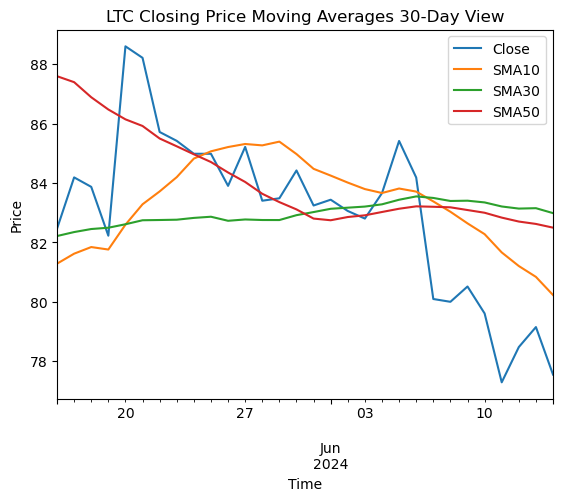 LTC Closing Price Moving Averages 30-Day View
Close
SMA10
SMA30
SMA50
Price
88
86
84
82
80
78
20
27
03
10
Jun
2024
Time